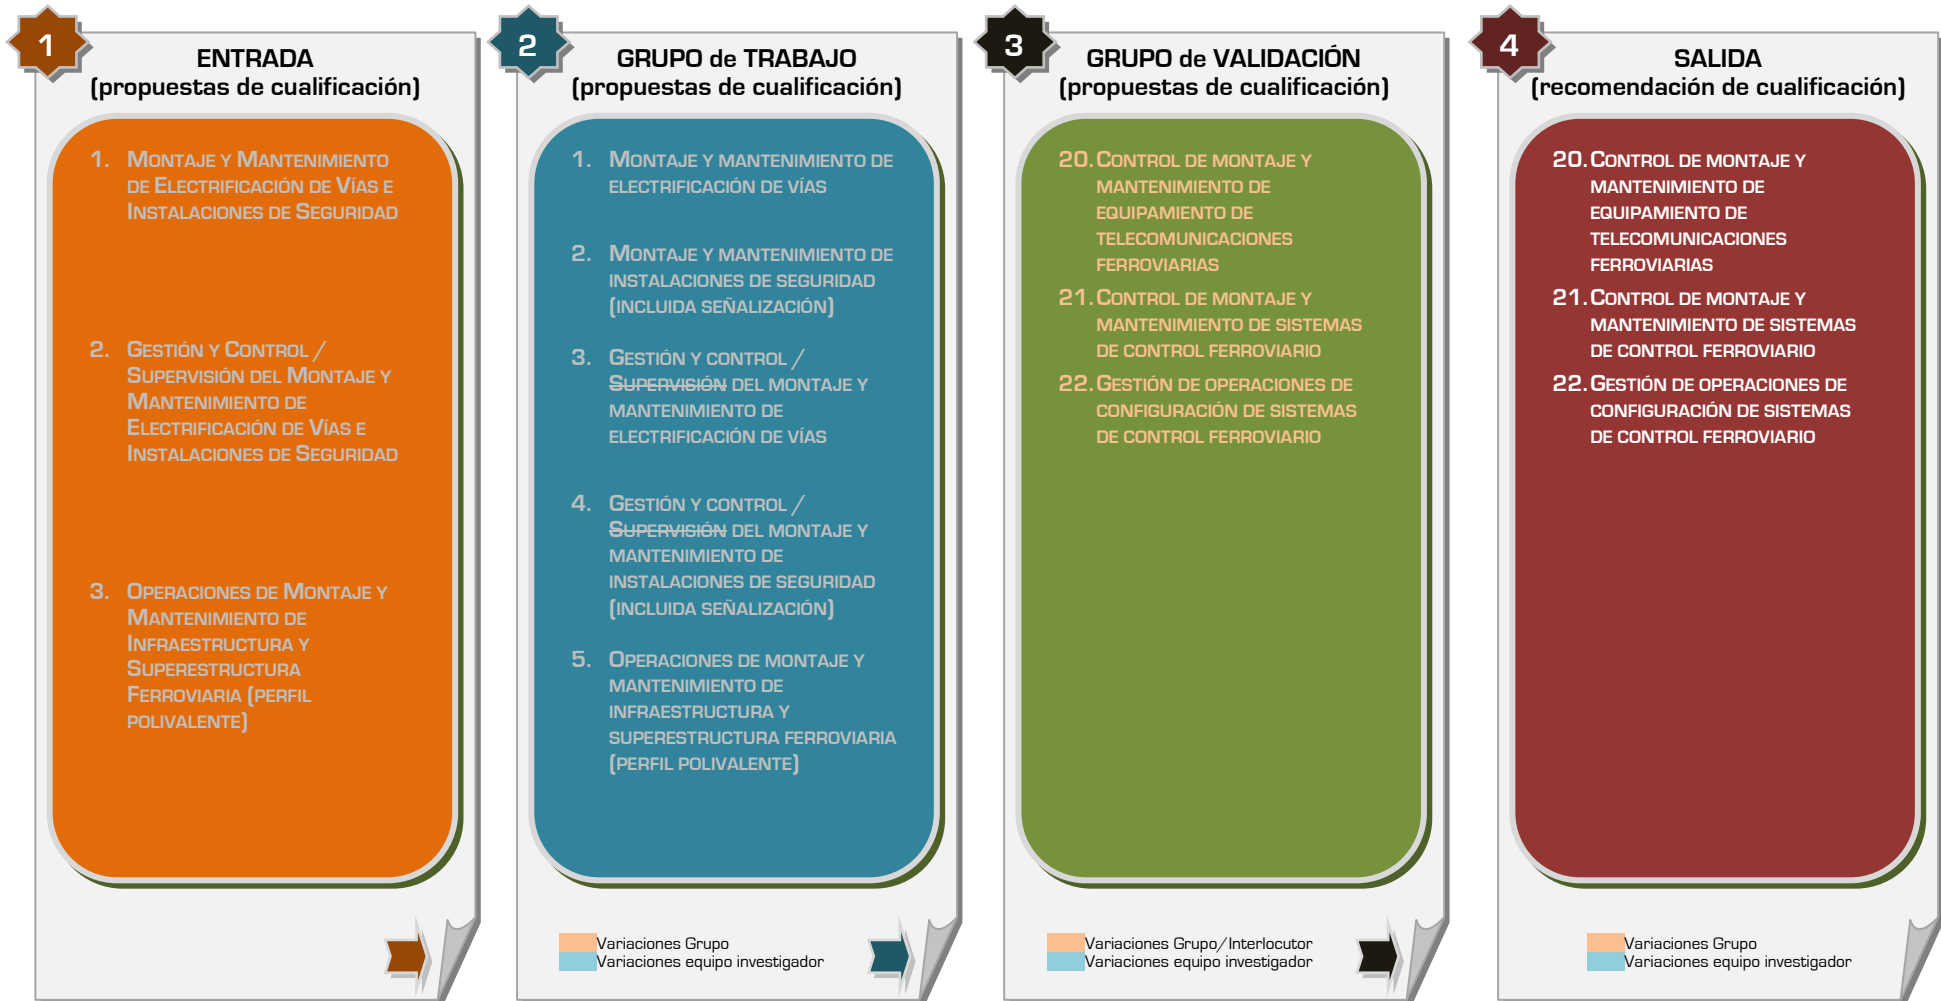 1
ENTRADA
(propuestas de cualificación)
1. Montaje y Mantenimiento
de Electrificación de Vías e
Instalaciones de Seguridad
2. Gestión y Control /
Supervisión del Montaje y
Mantenimiento de
Electrificación de Vías e
Instalaciones de Seguridad
3. Operaciones de Montaje y
Mantenimiento de
Infraestructura y
Superestructura
Ferroviaria (perfil
polivalente)
2
GRUPO de TRABAJO
(propuestas de cualificación)
1. Montaje y mantenimiento de
electrificación de vías
2. Montaje y mantenimiento de
instalaciones de seguridad
(incluida señalización)
3. Gestión y control /
Supervisión del montaje y
mantenimiento de
electrificación de vías
4. Gestión y control /
Supervisión del montaje y
mantenimiento de
instalaciones de seguridad
(incluida señalización)
5. Operaciones de montaje y
mantenimiento de
infraestructura y
superestructura ferroviaria
(perfil polivalente)
Variaciones Grupo
Variaciones equipo investigador
3
GRUPO de VALIDACIÓN
(propuestas de cualificación)
20. Control de montaje y
mantenimiento de
equipamiento de
telecomunicaciones
ferroviarias
21. Control de montaje y
mantenimiento de sistemas
de control ferroviario
22. Gestión de operaciones de
configuración de sistemas
de control ferroviario
Variaciones Grupo/Interlocutor
Variaciones equipo investigador
4
SALIDA
(recomendación de cualificación)
20. Control de montaje y
mantenimiento de
equipamiento de
telecomunicaciones
ferroviarias
21. Control de montaje y
mantenimiento de sistemas
de control ferroviario
22. Gestión de operaciones de
configuración de sistemas
de control ferroviario
Variaciones Grupo
Variaciones equipo investigador